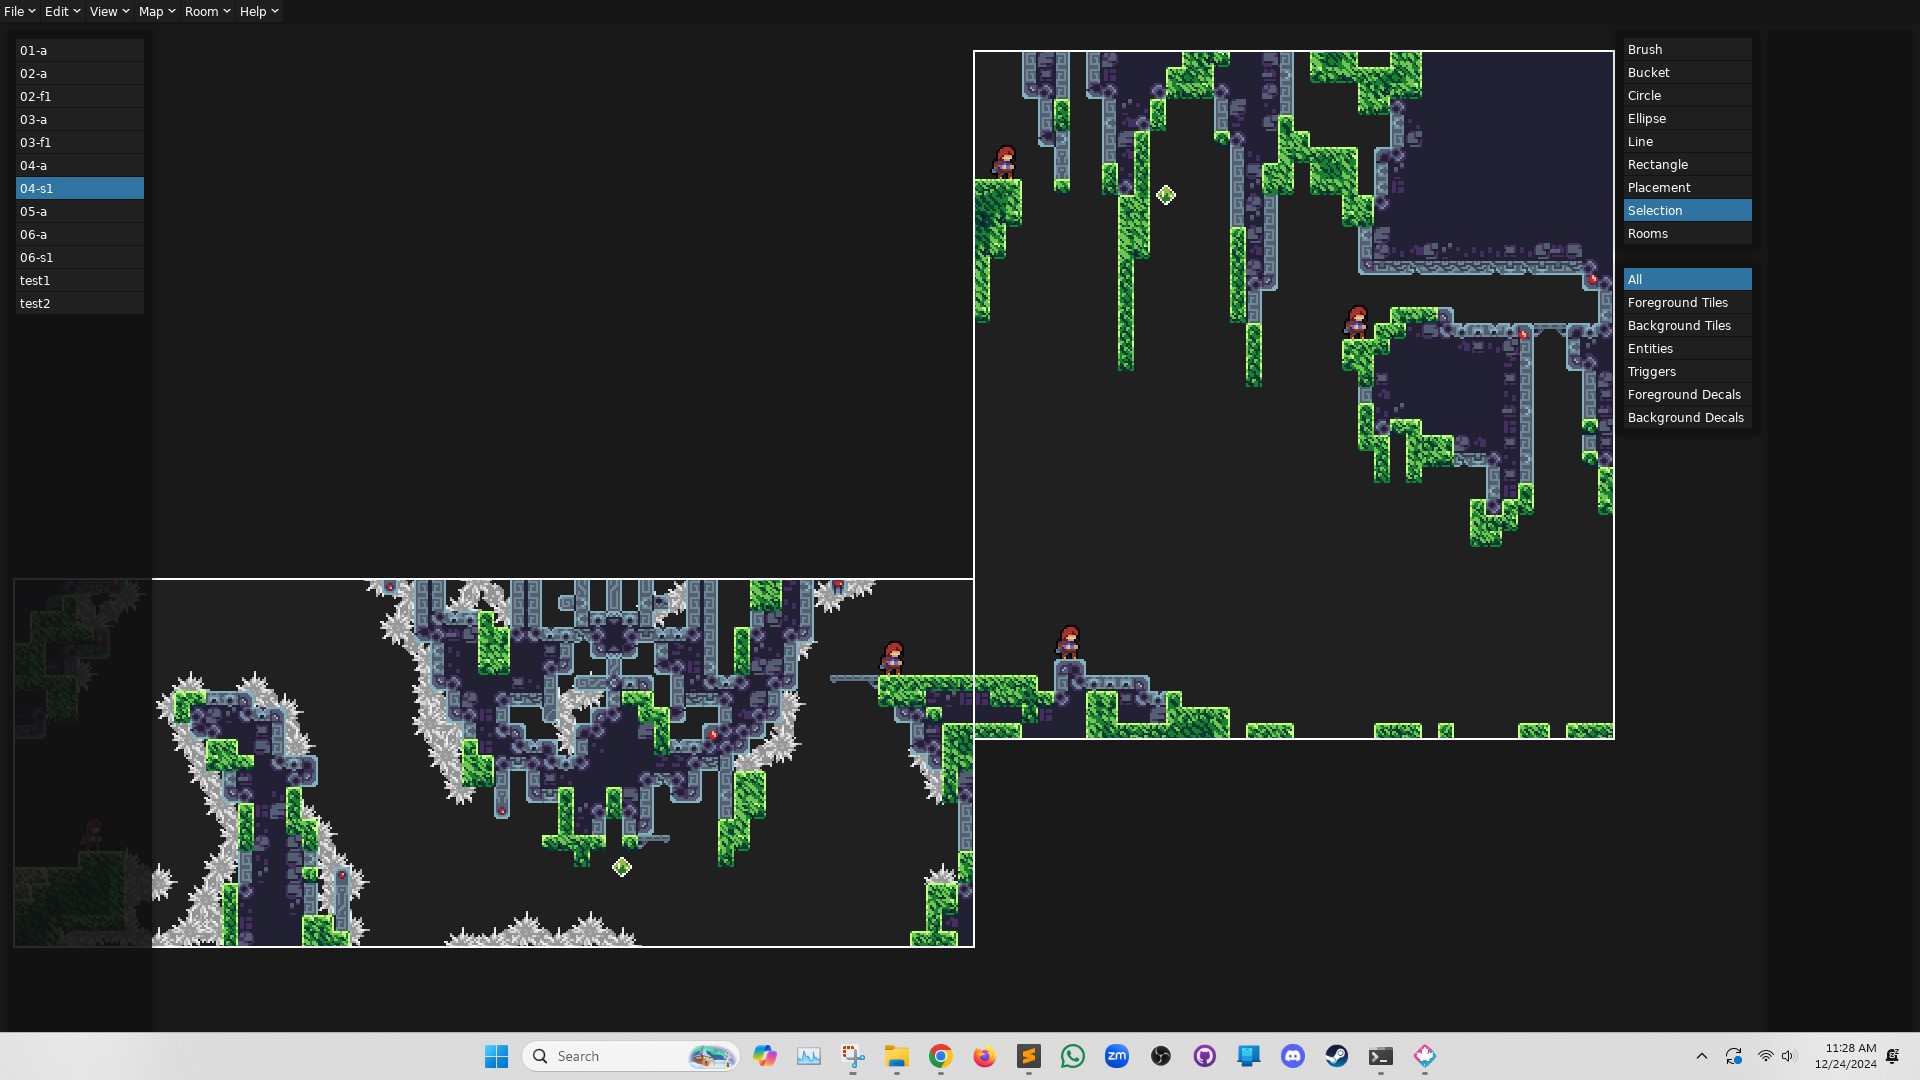 File Edit View Map Room Help
01-a
02-a
02-f1
03-a
03-f1
04-a
04-s1
05-a
06-a
06-s1
test1
test2
Brush
Bucket
Circle
Ellipse
Line
Rectangle
Placement
Selection
Rooms
All
Foreground Tiles
Background Tiles
Entities
Triggers
Foreground Decals
Background Decals
Search
zm
11:28 AM
12/24/2024